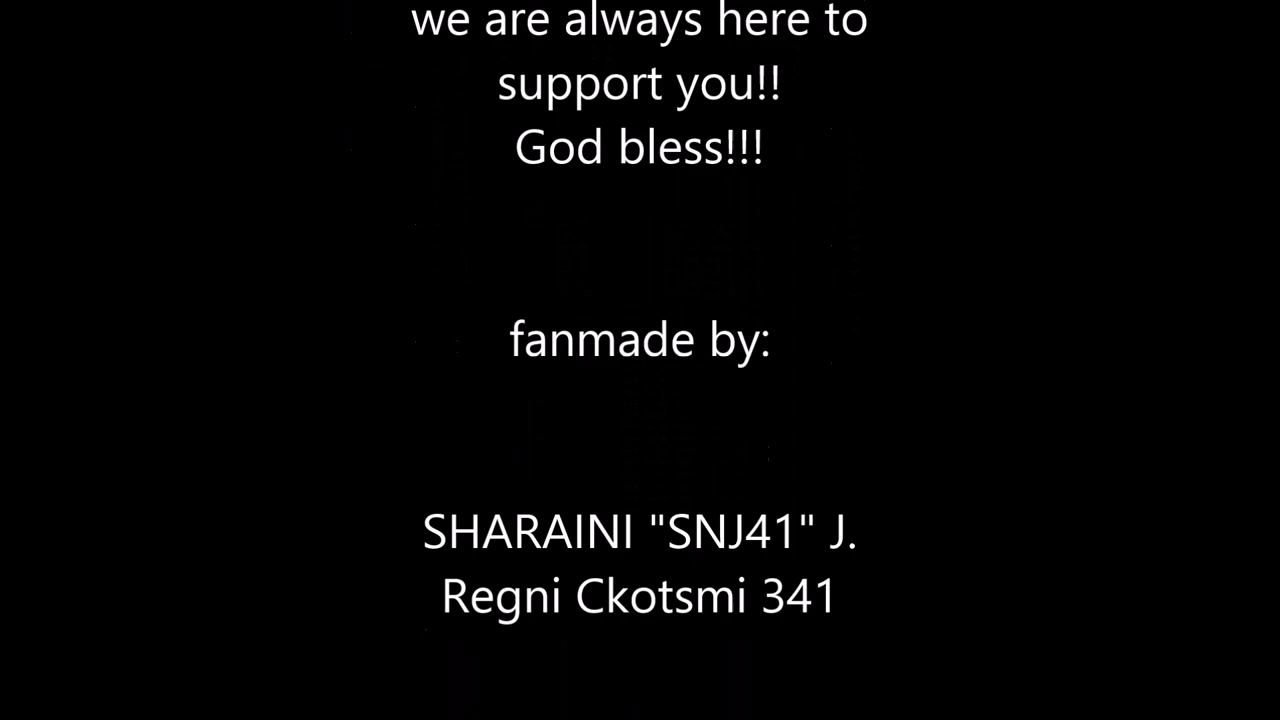 we are always here to
support you!!
God bless!!!
fanmade by:
SHARAINI "SNJ41" J.
Regni Ckotsmi 341